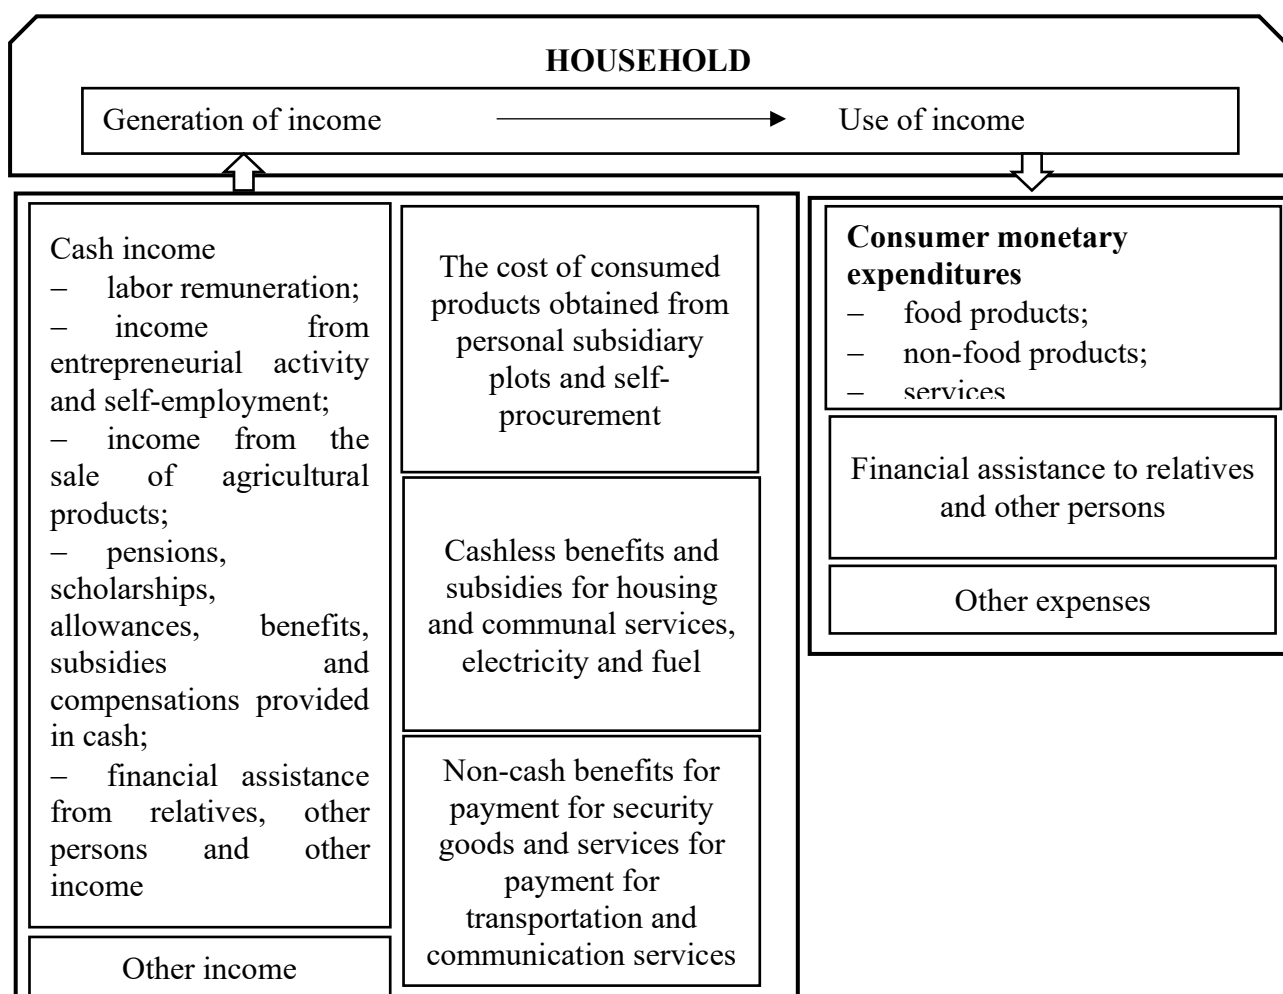 HOUSEHOLD
Generation of income
Use of income
Cash income
– labor remuneration;
– income from
entrepreneurial activity
and self-employment;
– income from the
sale of agricultural
products;
– pensions,
scholarships,
allowances, benefits,
subsidies and
compensations provided
in cash;
– financial assistance
from relatives, other
persons and other
income
Other income
The cost of consumed
products obtained from
personal subsidiary
plots and self-
procurement
Cashless benefits and
subsidies for housing
and communal services,
electricity and fuel
Non-cash benefits for
payment for security
goods and services for
payment for
transportation and
communication services
Consumer monetary
expenditures
– food products;
– non-food products;
– services
Financial assistance to relatives
and other persons
Other expenses